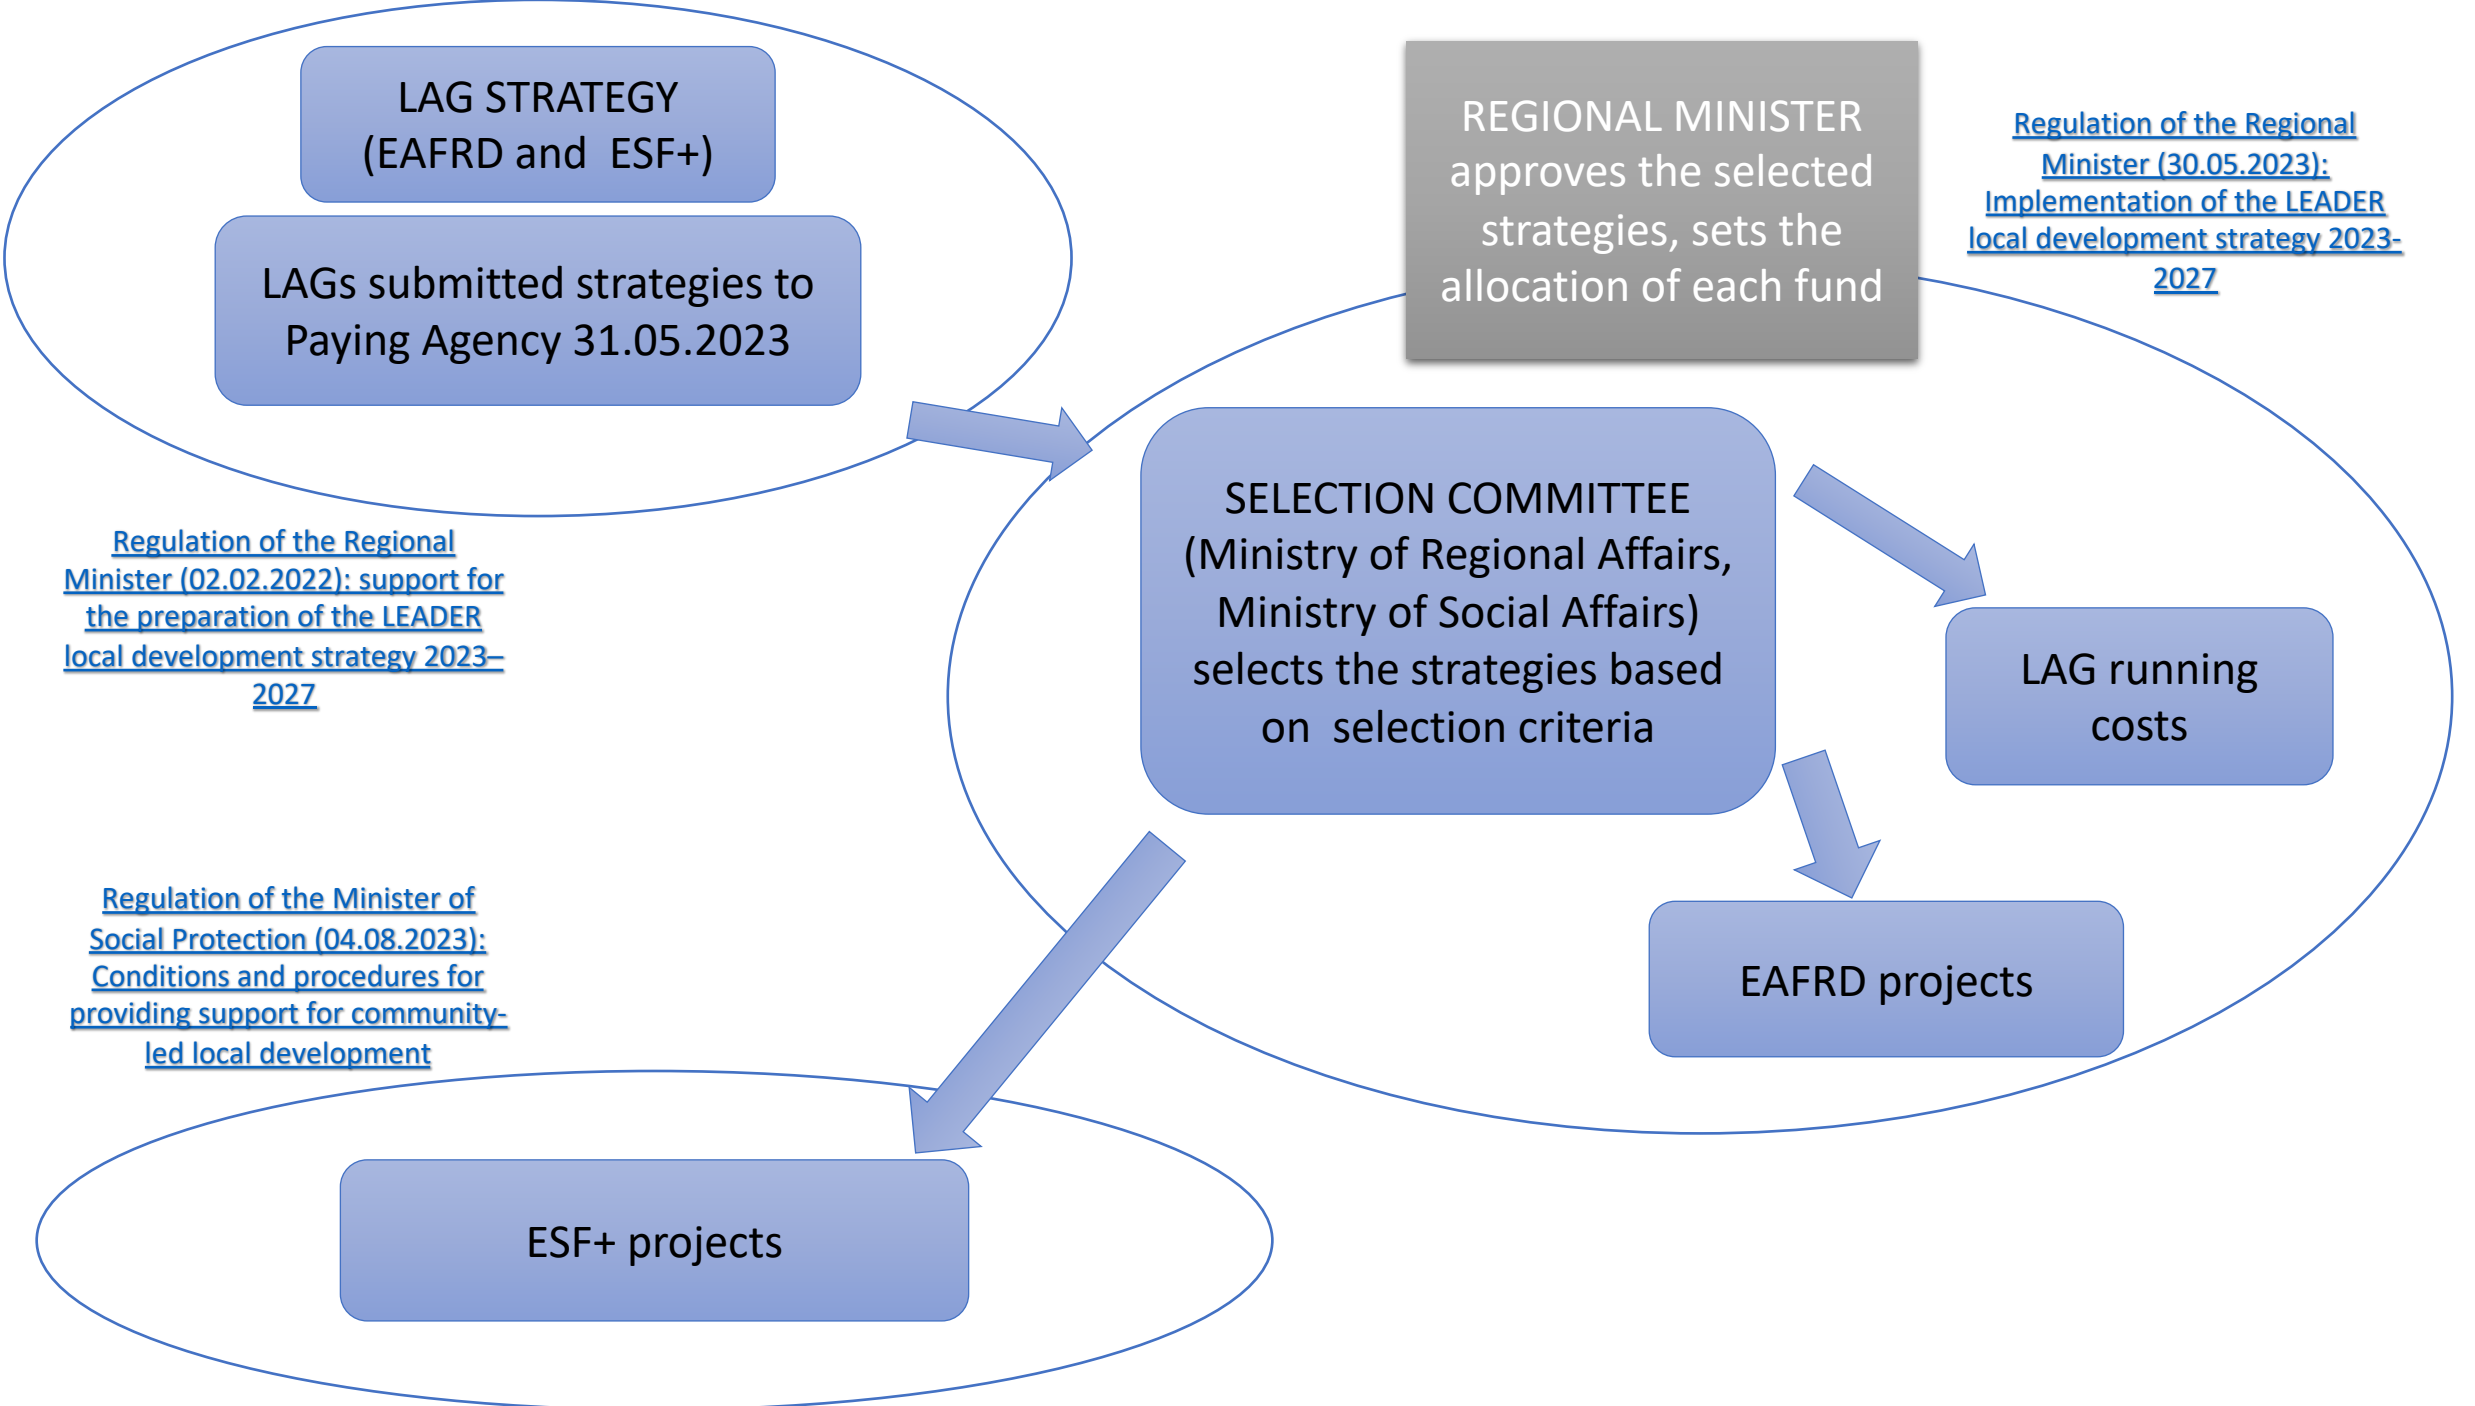 LAG STRATEGY
(EAFRD and ESF+)
LAGs submitted strategies to
Paying Agency 31.05.2023
REGIONAL MINISTER
approves the selected
strategies, sets the
allocation of each fund
Regulation of the Regional
Minister (30.05.2023):
Implementation of the LEADER
local development strategy 2023-
2027
SELECTION COMMITTEE
(Ministry of Regional Affairs,
Ministry of Social Affairs)
selects the strategies based
on selection criteria
Regulation of the Regional
Minister (02.02.2022): support for
the preparation of the LEADER
local development strategy 2023–
2027
LAG running
costs
Regulation of the Minister of
Social Protection (04.08.2023):
Conditions and procedures for
providing support for community-
led local development
EAFRD projects
ESF+ projects